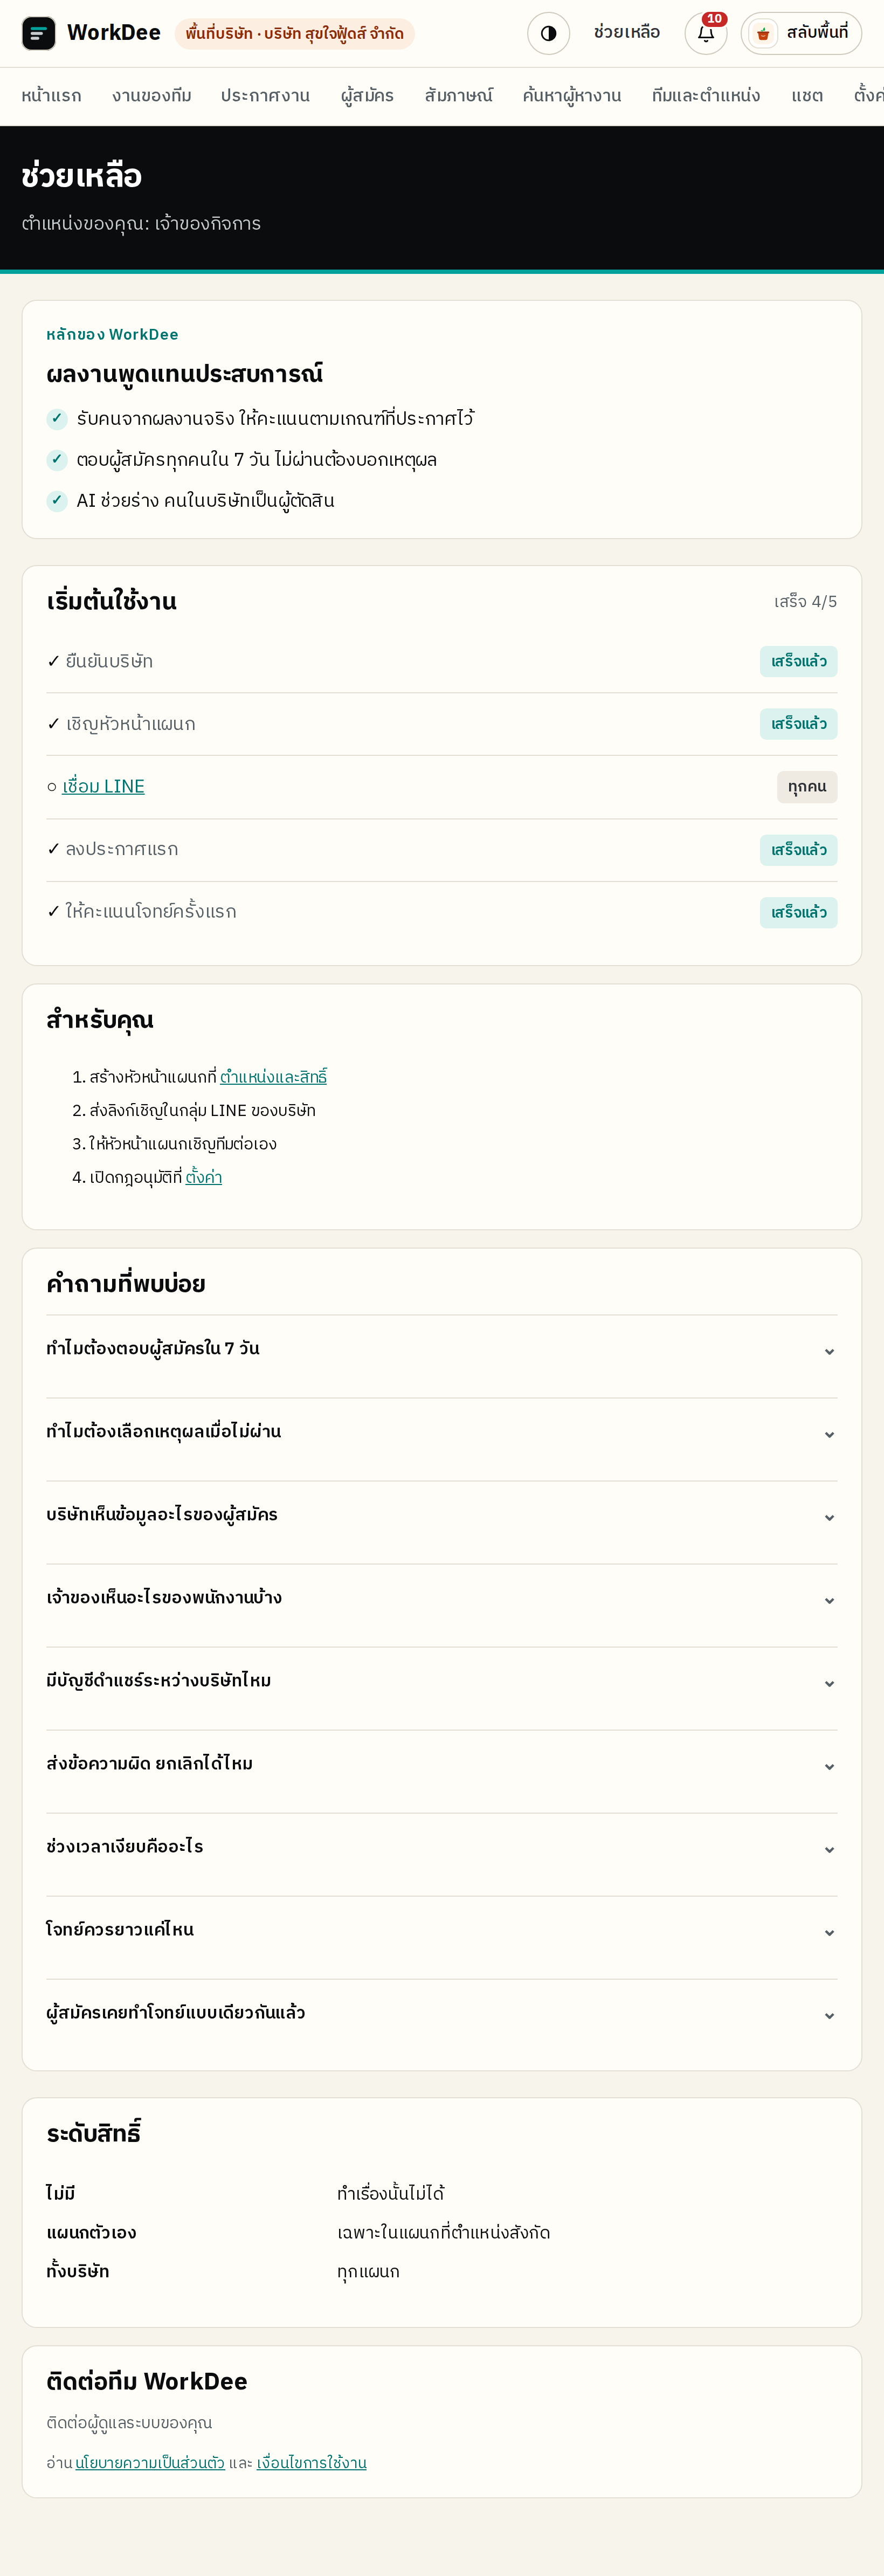 WorkDee
พื้นที่บริษัท · บริษัท สุขใจฟู้ดส์ จำกัด
ช่วยเหลือ
10
สลับพื้นที่
หน้าแรก
งานของทีม
ประกาศงาน
ผู้สมัคร
สัมภาษณ์
ค้นหาผู้หางาน
ทีมและตำแหน่ง
แชต
ช่วยเหลือ
ตำแหน่งของคุณ: เจ้าของกิจการ
หลักของ WorkDee
ผลงานพูดแทนประสบการณ์
✓ รับคนจากผลงานจริง ให้คะแนนตามเกณฑ์ที่ประกาศไว้
✓ ตอบผู้สมัครทุกคนใน 7 วัน ไม่ผ่านต้องบอกเหตุผล
✓ AI ช่วยร่าง คนในบริษัทเป็นผู้ตัดสิน
เริ่มต้นใช้งาน
เสร็จ 4/5
✓ ยืนยันบริษัท
เสร็จแล้ว
✓ เชิญหัวหน้าแผนก
เสร็จแล้ว
○ เชื่อม LINE
ทุกคน
✓ ลงประกาศแรก
เสร็จแล้ว
✓ ให้คะแนนโจทย์ครั้งแรก
เสร็จแล้ว
สำหรับคุณ
1. สร้างหัวหน้าแผนกที่ ตำแหน่งและสิทธิ์
2. ส่งลิงก์เชิญในกลุ่ม LINE ของบริษัท
3. ให้หัวหน้าแผนกเชิญทีมต่อเอง
4. เปิดกฎอนุมัติที่ ตั้งค่า
คำถามที่พบบ่อย
ทำไมต้องตอบผู้สมัครใน 7 วัน
ทำไมต้องเลือกเหตุผลเมื่อไม่ผ่าน
บริษัทเห็นข้อมูลอะไรของผู้สมัคร
เจ้าของเห็นอะไรของพนักงานบ้าง
มีบัญชีดำแชร์ระหว่างบริษัทไหม
ส่งข้อความผิด ยกเลิกได้ไหม
ช่วงเวลาเงียบคืออะไร
โจทย์ควรยาวแค่ไหน
ผู้สมัครเคยทำโจทย์แบบเดียวกันแล้ว
ระดับสิทธิ์
ไม่มี
ทำเรื่องนั้นไม่ได้
แผนกตัวเอง
เฉพาะในแผนกที่ตำแหน่งสังกัด
ทั้งบริษัท
ทุกแผนก
ติดต่อทีม WorkDee
ติดต่อผู้ดูแลระบบของคุณ
อ่าน นโยบายความเป็นส่วนตัว และ เงื่อนไขการใช้งาน